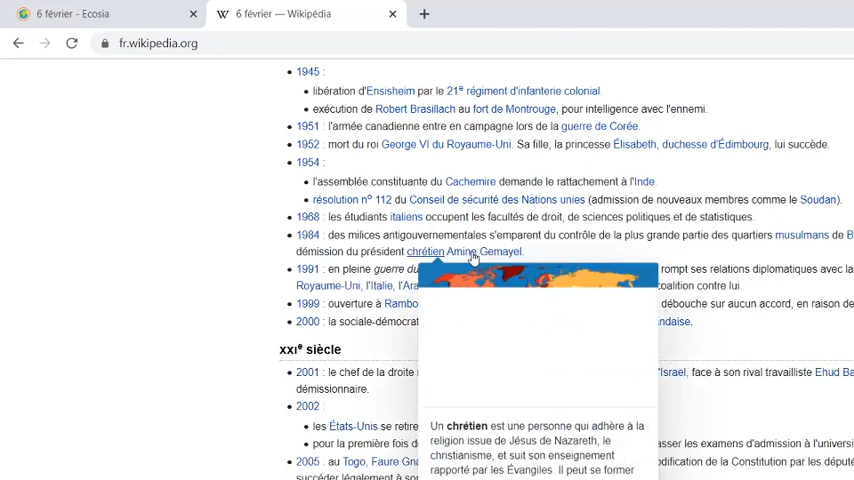 6 février - Ecosia
6 février — Wikipédia
fr.wikipedia.org
1945 :
libération d'Ensisheim par le 21e régiment d'infanterie colonial.
exécution de Robert Brasillach au fort de Montrouge, pour intelligence avec l'ennemi.
1951 : l'armée canadienne entre en campagne lors de la guerre de Corée.
1952 : mort du roi George VI du Royaume-Uni. Sa fille, la princesse Élisabeth, duchesse d'Édimbourg, lui succède.
1954 :
l'assemblée constituante du Cachemire demande le rattachement à l'Inde.
résolution no 112 du Conseil de sécurité des Nations unies (admission de nouveaux membres comme le Soudan).
1968 : les étudiants italiens occupent les facultés de droit, de sciences politiques et de statistiques.
1984 : des milices antigouvernementales s'emparent du contrôle de la plus grande partie des quartiers musulmans de B
démission du président chrétien Amine Gemayel.
1991 : en pleine guerre du rompt ses relations diplomatiques avec la
Royaume-Uni, l'Italie, l'Ara coalition contre lui.
1999 : ouverture à Rambo débouche sur aucun accord, en raison de
2000 : la sociale-démocrat andaise.
XXIe siècle
2001 : le chef de la droite d'Israël, face à son rival travailliste Ehud Ba
démissionnaire.
2002 :
les États-Unis se retire
pour la première fois d asser les examens d'admission à l'universi
2005 : au Togo, Faure Gna odification de la Constitution par les déput
succéder légalement à son
Un chrétien est une personne qui adhère à la
religion issue de Jésus de Nazareth, le
christianisme, et suit son enseignement
rapporté par les Évangiles. Il peut se former